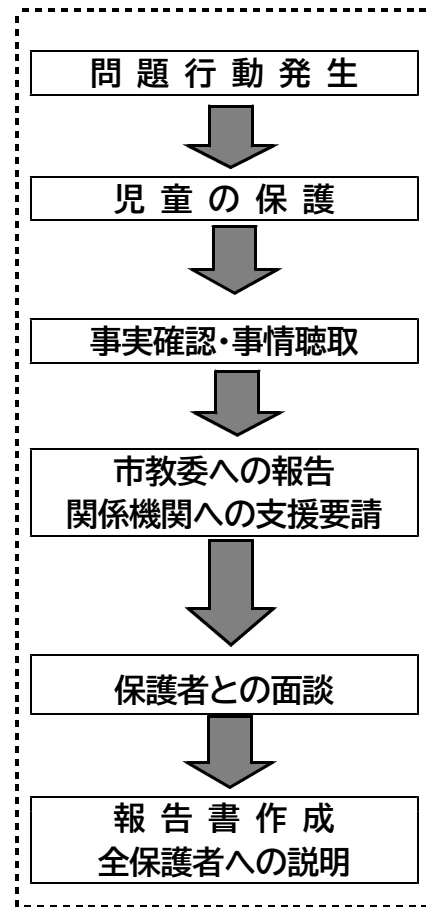 問題行動発生
児童の保護
事実確認・事情聴取
市教委への報告
関係機関への支援要請
保護者との面談
報告書作成
全保護者への説明